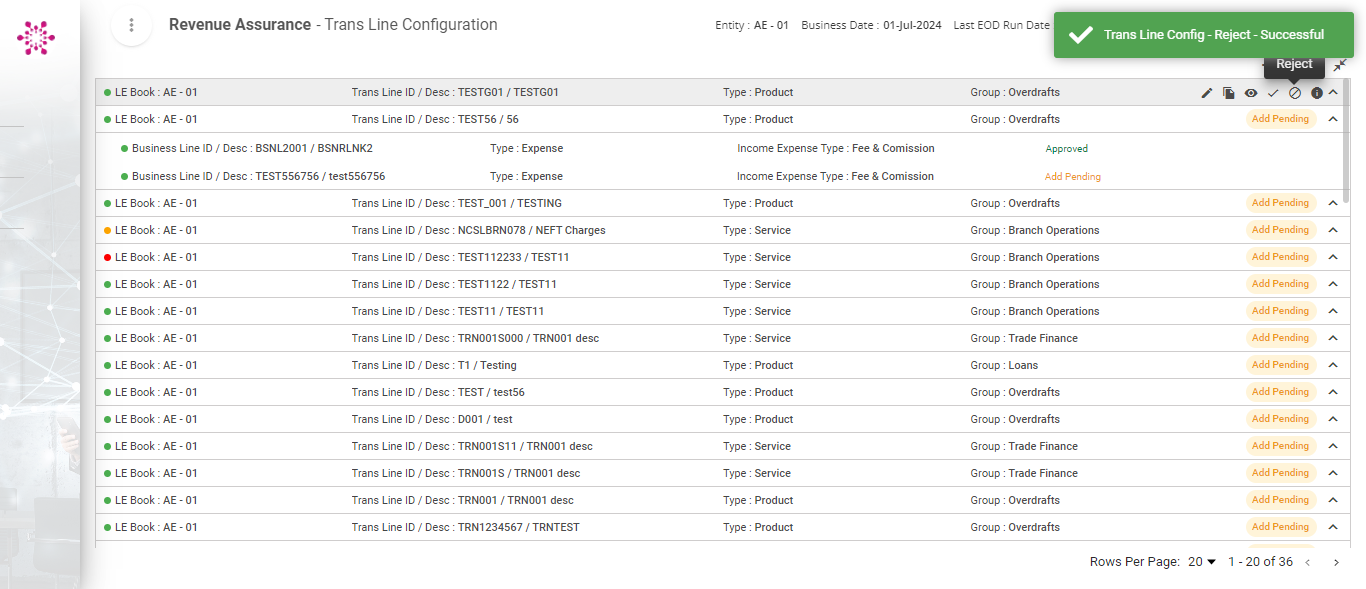 Revenue Assurance - Trans Line Configuration
Entity : AE - 01 Business Date : 01-Jul-2024 Last EOD Run Date
Trans Line Config - Reject - Successful
Reject
LE Book : AE - 01 Trans Line ID / Desc : TESTG01 / TESTG01 Type : Product Group : Overdrafts
LE Book : AE - 01 Trans Line ID / Desc : TEST56 / 56 Type : Product Group : Overdrafts Add Pending
Business Line ID / Desc : BSNL2001 / BSNRLNK2 Type : Expense Income Expense Type : Fee & Comission Approved
Business Line ID / Desc : TEST556756 / test556756 Type : Expense Income Expense Type : Fee & Comission Add Pending
LE Book : AE - 01 Trans Line ID / Desc : TEST_001 / TESTING Type : Product Group : Overdrafts Add Pending
LE Book : AE - 01 Trans Line ID / Desc : NCSLBRN078 / NEFT Charges Type : Service Group : Branch Operations Add Pending
LE Book : AE - 01 Trans Line ID / Desc : TEST112233 / TEST11 Type : Service Group : Branch Operations Add Pending
LE Book : AE - 01 Trans Line ID / Desc : TEST1122 / TEST11 Type : Service Group : Branch Operations Add Pending
LE Book : AE - 01 Trans Line ID / Desc : TEST11 / TEST11 Type : Service Group : Branch Operations Add Pending
LE Book : AE - 01 Trans Line ID / Desc : TRN001S000 / TRN001 desc Type : Service Group : Trade Finance Add Pending
LE Book : AE - 01 Trans Line ID / Desc : T1 / Testing Type : Product Group : Loans Add Pending
LE Book : AE - 01 Trans Line ID / Desc : TEST / test56 Type : Product Group : Overdrafts Add Pending
LE Book : AE - 01 Trans Line ID / Desc : D001 / test Type : Product Group : Overdrafts Add Pending
LE Book : AE - 01 Trans Line ID / Desc : TRN001S11 / TRN001 desc Type : Service Group : Trade Finance Add Pending
LE Book : AE - 01 Trans Line ID / Desc : TRN001S / TRN001 desc Type : Service Group : Trade Finance Add Pending
LE Book : AE - 01 Trans Line ID / Desc : TRN001 / TRN001 desc Type : Product Group : Overdrafts Add Pending
LE Book : AE - 01 Trans Line ID / Desc : TRN1234567 / TRNTEST Type : Product Group : Overdrafts Add Pending
Rows Per Page: 20 1 - 20 of 36